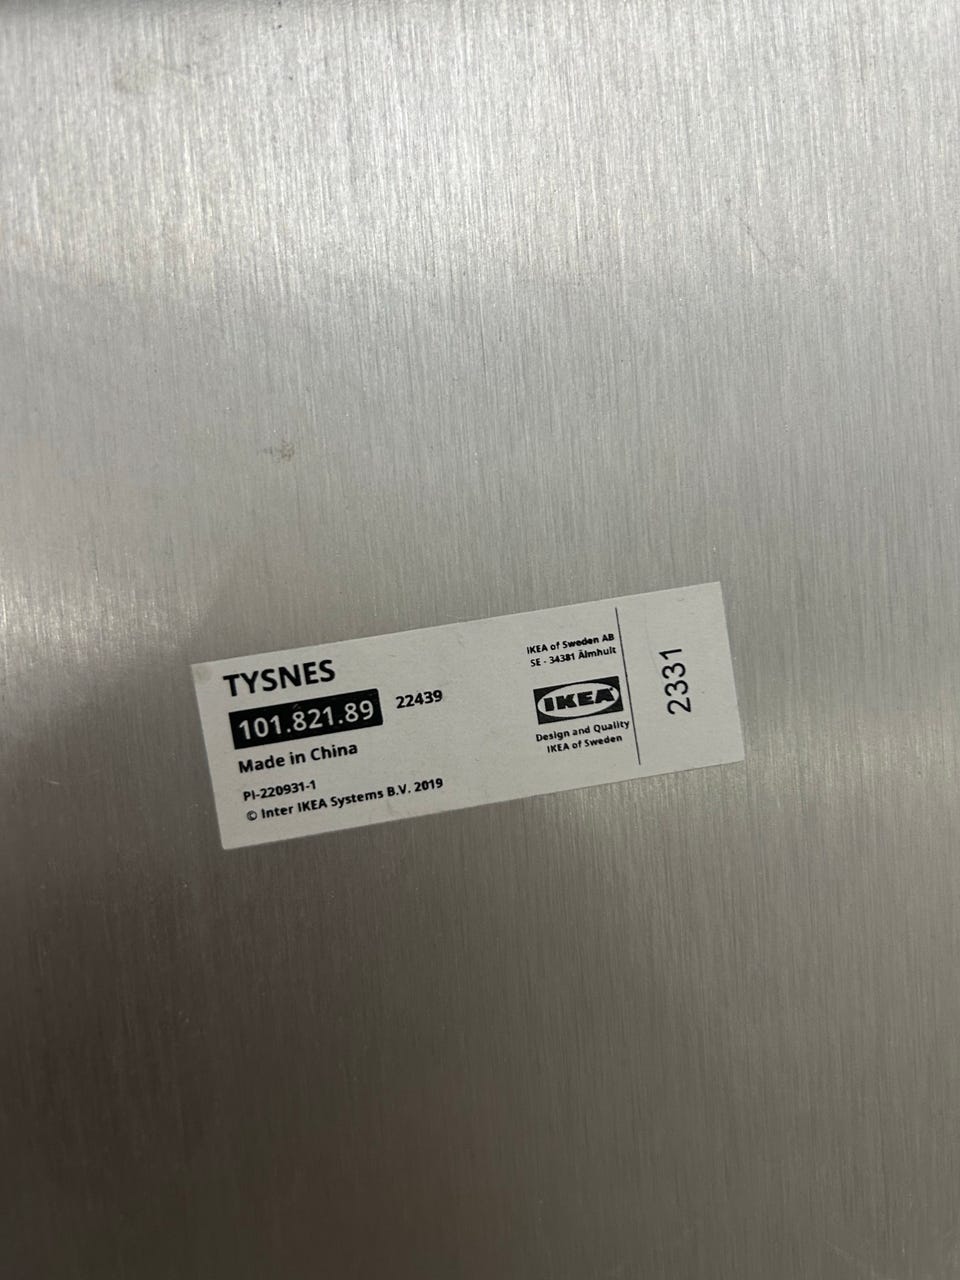 TYSNES
101.821.89 22439
Made in China
PI-220931-1
© Inter IKEA Systems B.V. 2019
IKEA of Sweden AB
SE - 34381 Älmhult
IKEA
Design and Quality
IKEA of Sweden
2331